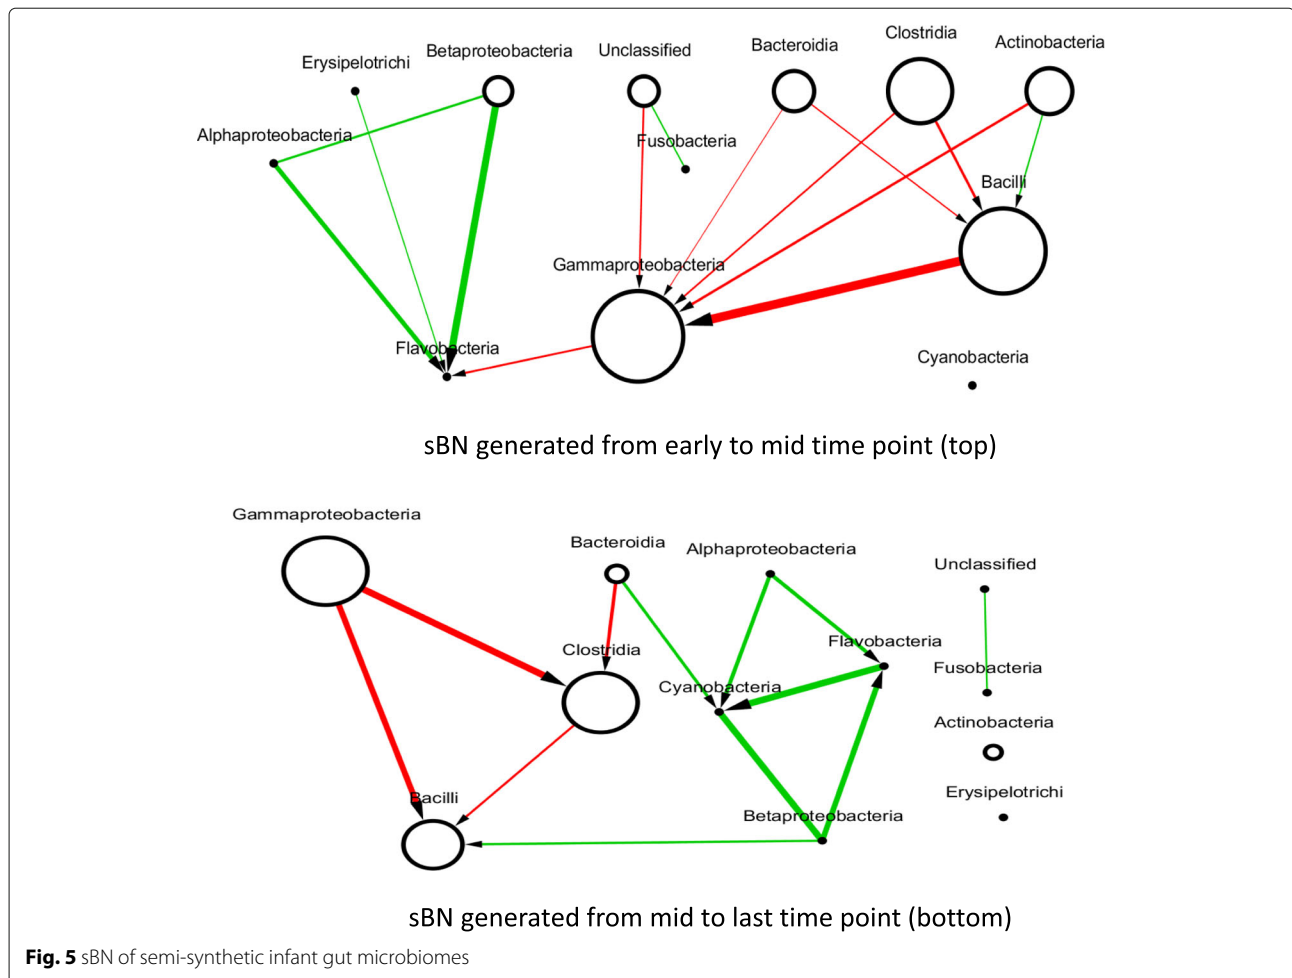 Clostridia
Betaproteobacteria
Unclassified
Bacteroidia
Actinobacteria
Erysipelotrichi
Alphaproteobacteria
Fusobacteria
Bacilli
Gammaproteobacteria
Flavobacteria
Cyanobacteria
sBN generated from early to mid time point (top)
Gammaproteobacteria
Bacteroidia
Alphaproteobacteria
Unclassified
Flavobacteria
Clostridia
Fusobacteria
Cyanobacteria
Actinobacteria
Erysipelotrichi
Bacilli
Betaproteobacteria
sBN generated from mid to last time point (bottom)
Fig. 5 sBN of semi-synthetic infant gut microbiomes